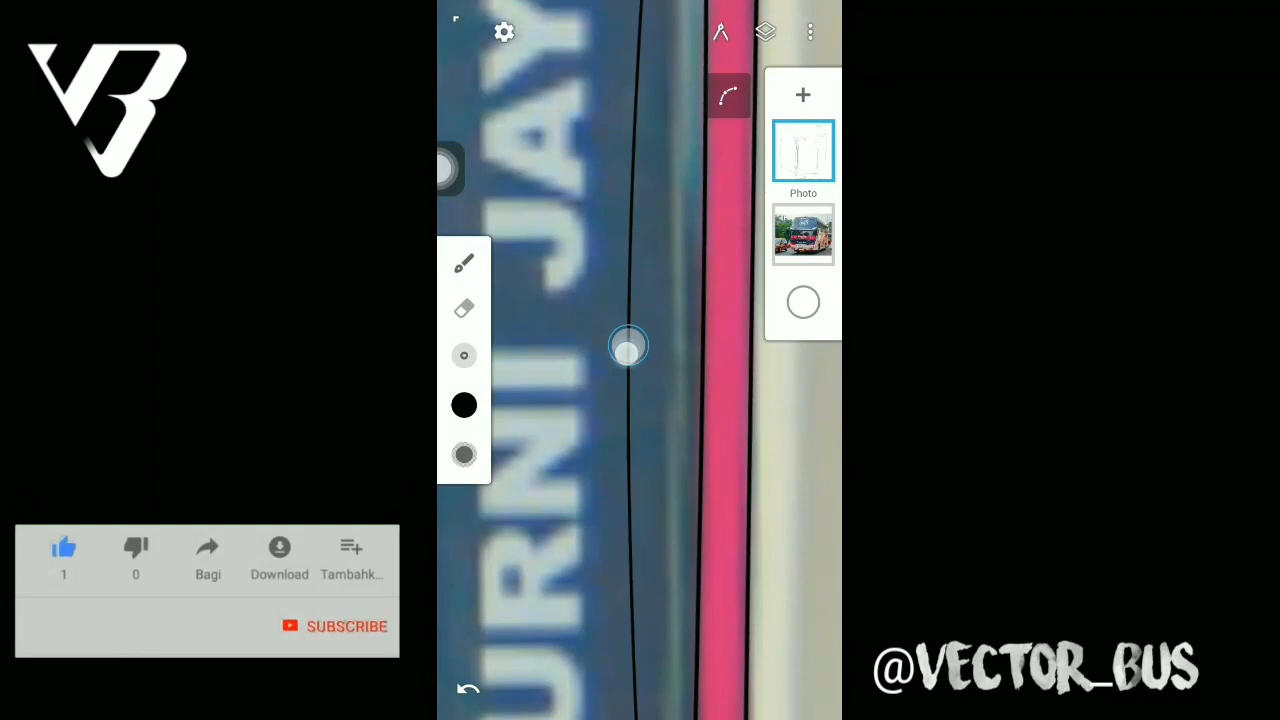 URNI JAY
Photo
1
0
Bagi
Download
Tambahk...
SUBSCRIBE
@VECTOR_BUS